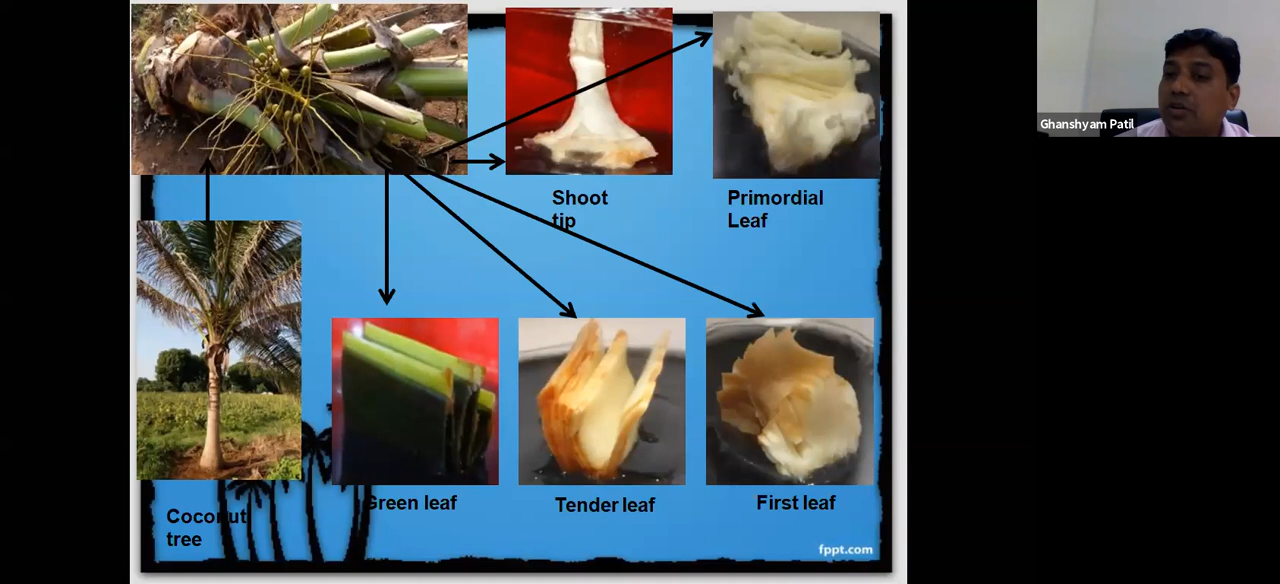 Ghanshyam Patil
Shoot
tip
Primordial
Leaf
Green leaf
Tender leaf
First leaf
Coconut
tree
fppt.com